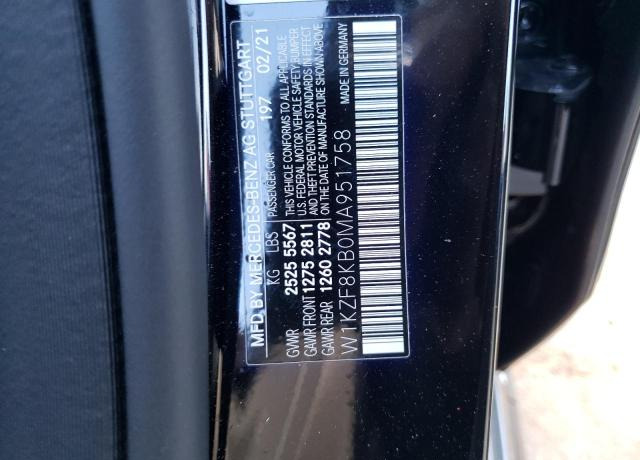 MFD BY MERCEDES-BENZ AG STUTTGART
KG LBS PASSENGER CAR 197 02/21
GVWR 2525 5567 THIS VEHICLE CONFORMS TO ALL APPLICABLE
U.S. FEDERAL MOTOR VEHICLE SAFETY, BUMPER
GAWR FRONT 1275 2811 AND THEFT PREVENTION STANDARDS IN EFFECT
GAWR REAR 1260 2778 ON THE DATE OF MANUFACTURE SHOWN ABOVE
W1KZF8KB0MA951758 MADE IN GERMANY